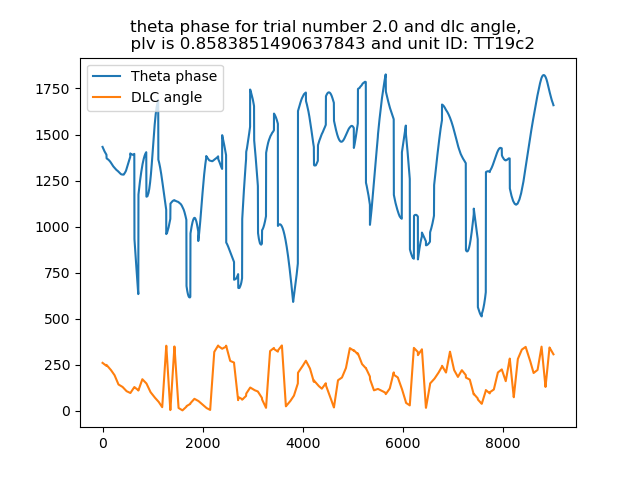 theta phase for trial number 2.0 and dlc angle,
plv is 0.8583851490637843 and unit ID: TT19c2
Theta phase
DLC angle
1750
1500
1250
1000
750
500
250
0
0 2000 4000 6000 8000